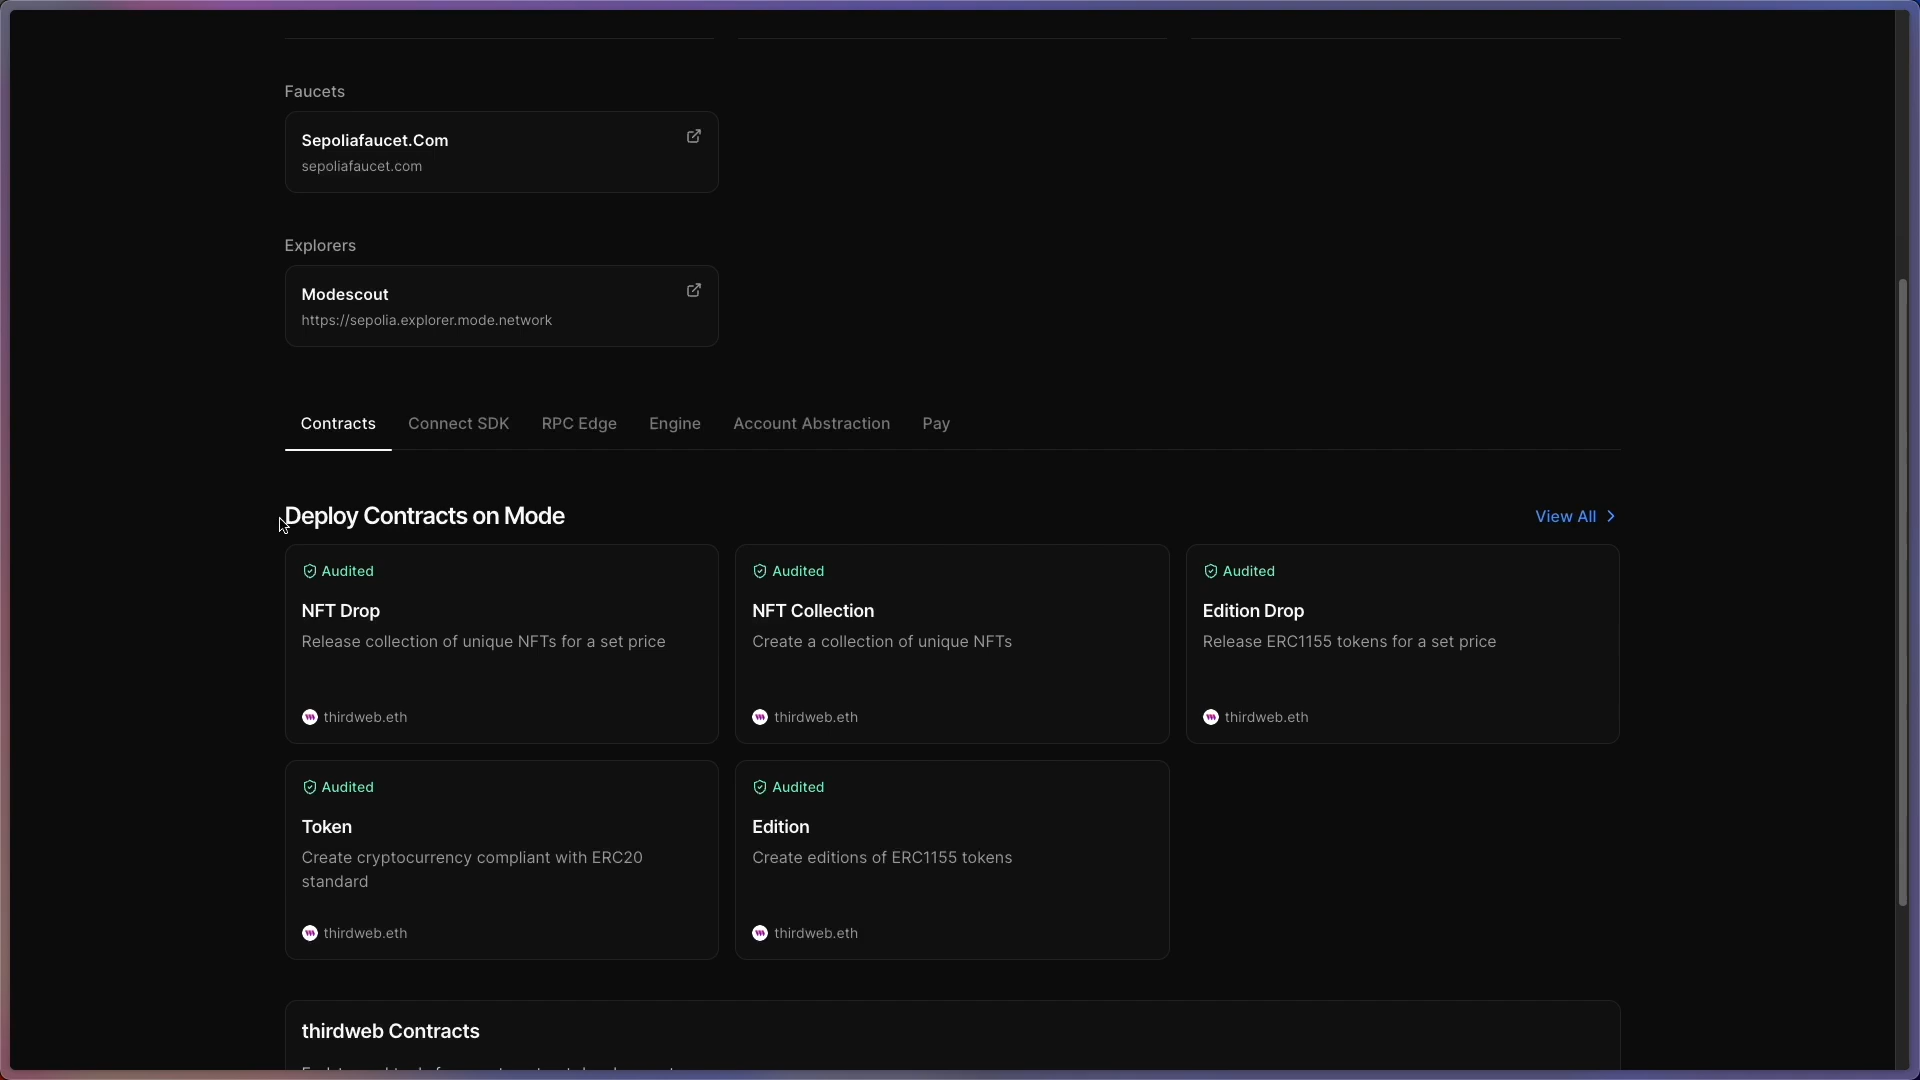 Faucets
Sepoliafaucet.Com
sepoliafaucet.com
Explorers
Modescout
https://sepolia.explorer.mode.network
Contracts Connect SDK RPC Edge Engine Account Abstraction Pay
Deploy Contracts on Mode
View All
Audited
NFT Drop
Release collection of unique NFTs for a set price
thirdweb.eth
Audited
NFT Collection
Create a collection of unique NFTs
thirdweb.eth
Audited
Edition Drop
Release ERC1155 tokens for a set price
thirdweb.eth
Audited
Token
Create cryptocurrency compliant with ERC20
standard
thirdweb.eth
Audited
Edition
Create editions of ERC1155 tokens
thirdweb.eth
thirdweb Contracts